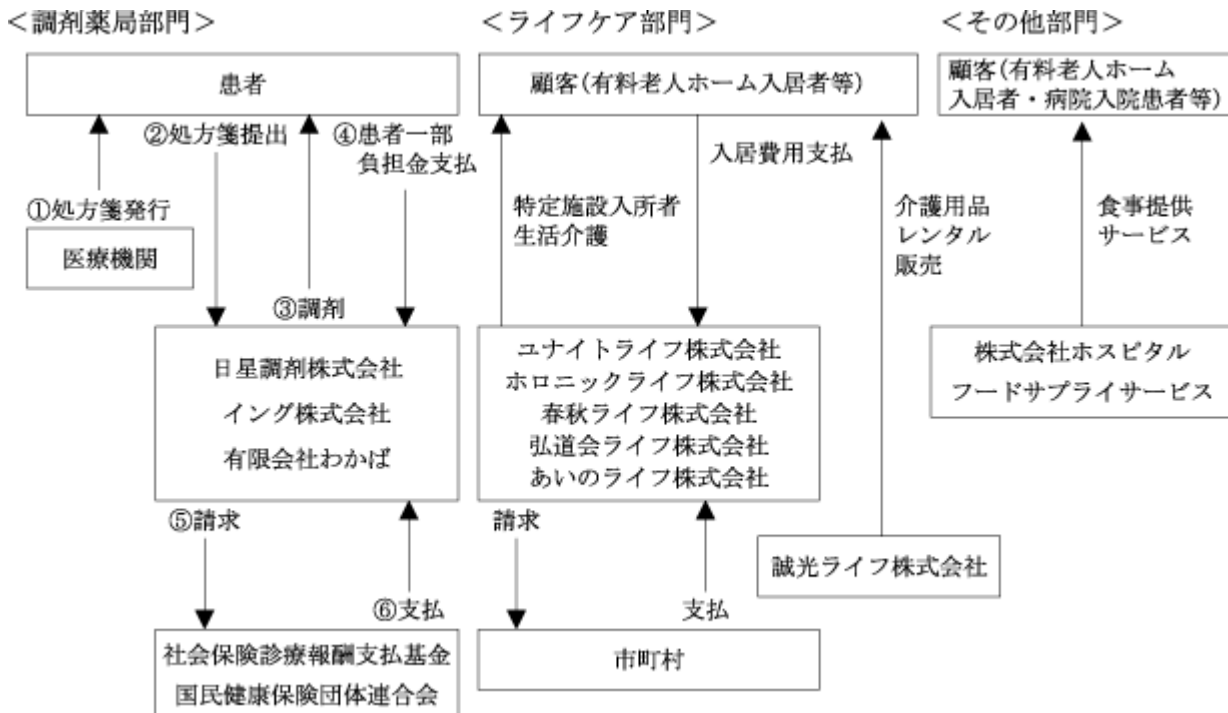 ＜調剤薬局部門＞
患者
②処方箋提出
④患者一部
負担金支払
①処方箋発行
医療機関
③調剤
日星調剤株式会社
イング株式会社
有限会社わかば
⑤請求
⑥支払
社会保険診療報酬支払基金
国民健康保険団体連合会
＜ライフケア部門＞
顧客(有料老人ホーム入居者等)
入居費用支払
特定施設入所者
生活介護
介護用品
レンタル
販売
ユナイトライフ株式会社
ホロニックライフ株式会社
春秋ライフ株式会社
弘道会ライフ株式会社
あいのライフ株式会社
請求
支払
誠光ライフ株式会社
市町村
＜その他部門＞
顧客(有料老人ホーム
入居者・病院入院患者等)
食事提供
サービス
株式会社ホスピタル
フードサプライサービス